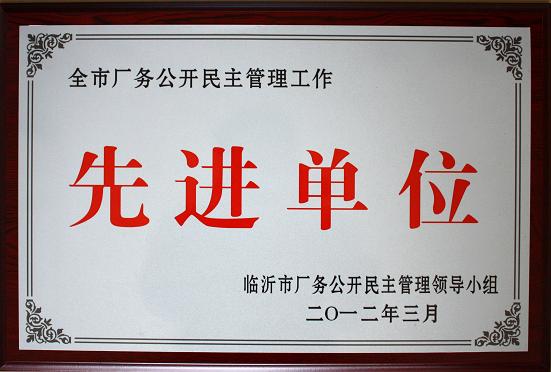 全市厂务公开民主管理工作
先进单位
临沂市厂务公开民主管理领导小组
二〇一二年三月